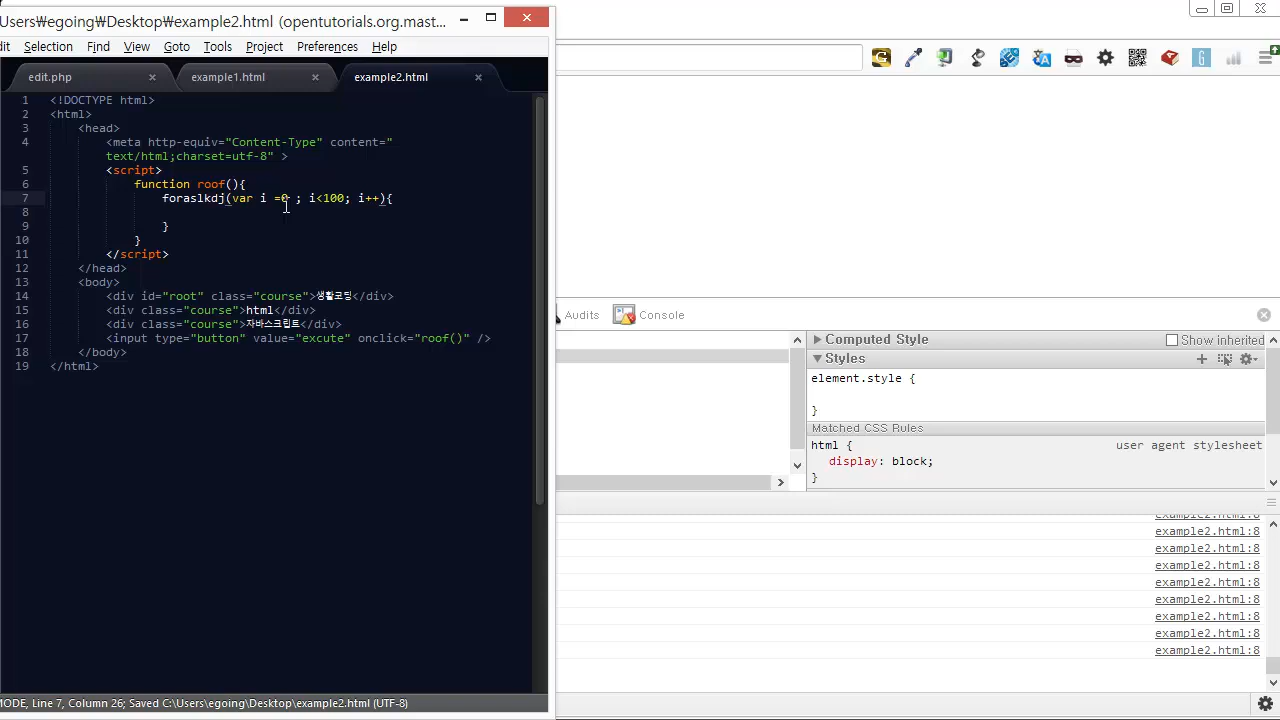 Users₩egoing₩Desktop₩example2.html (opentutorials.org.mast...
dit Selection Find View Goto Tools Project Preferences Help
edit.php example1.html example2.html
1 <!DOCTYPE html>
2 <html>
3 <head>
4 <meta http-equiv="Content-Type" content="
text/html;charset=utf-8" >
5 <script>
6 function roof(){
7 foraslkdj(var i =0 ; i<100; i++){
8
9 }
10 }
11 </script>
12 </head>
13 <body>
14 <div id="root" class="course">생활코딩</div>
15 <div class="course">html</div>
16 <div class="course">자바스크립트</div>
17 <input type="button" value="excute" onclick="roof()" />
18 </body>
19 </html>
MODE, Line 7, Column 26; Saved C:\Users\egoing\Desktop\example2.html (UTF-8)
Audits Console
Computed Style Show inherited
Styles
element.style {
}
Matched CSS Rules
html { user agent stylesheet
display: block;
}
example2.html:8
example2.html:8
example2.html:8
example2.html:8
example2.html:8
example2.html:8
example2.html:8
example2.html:8
example2.html:8